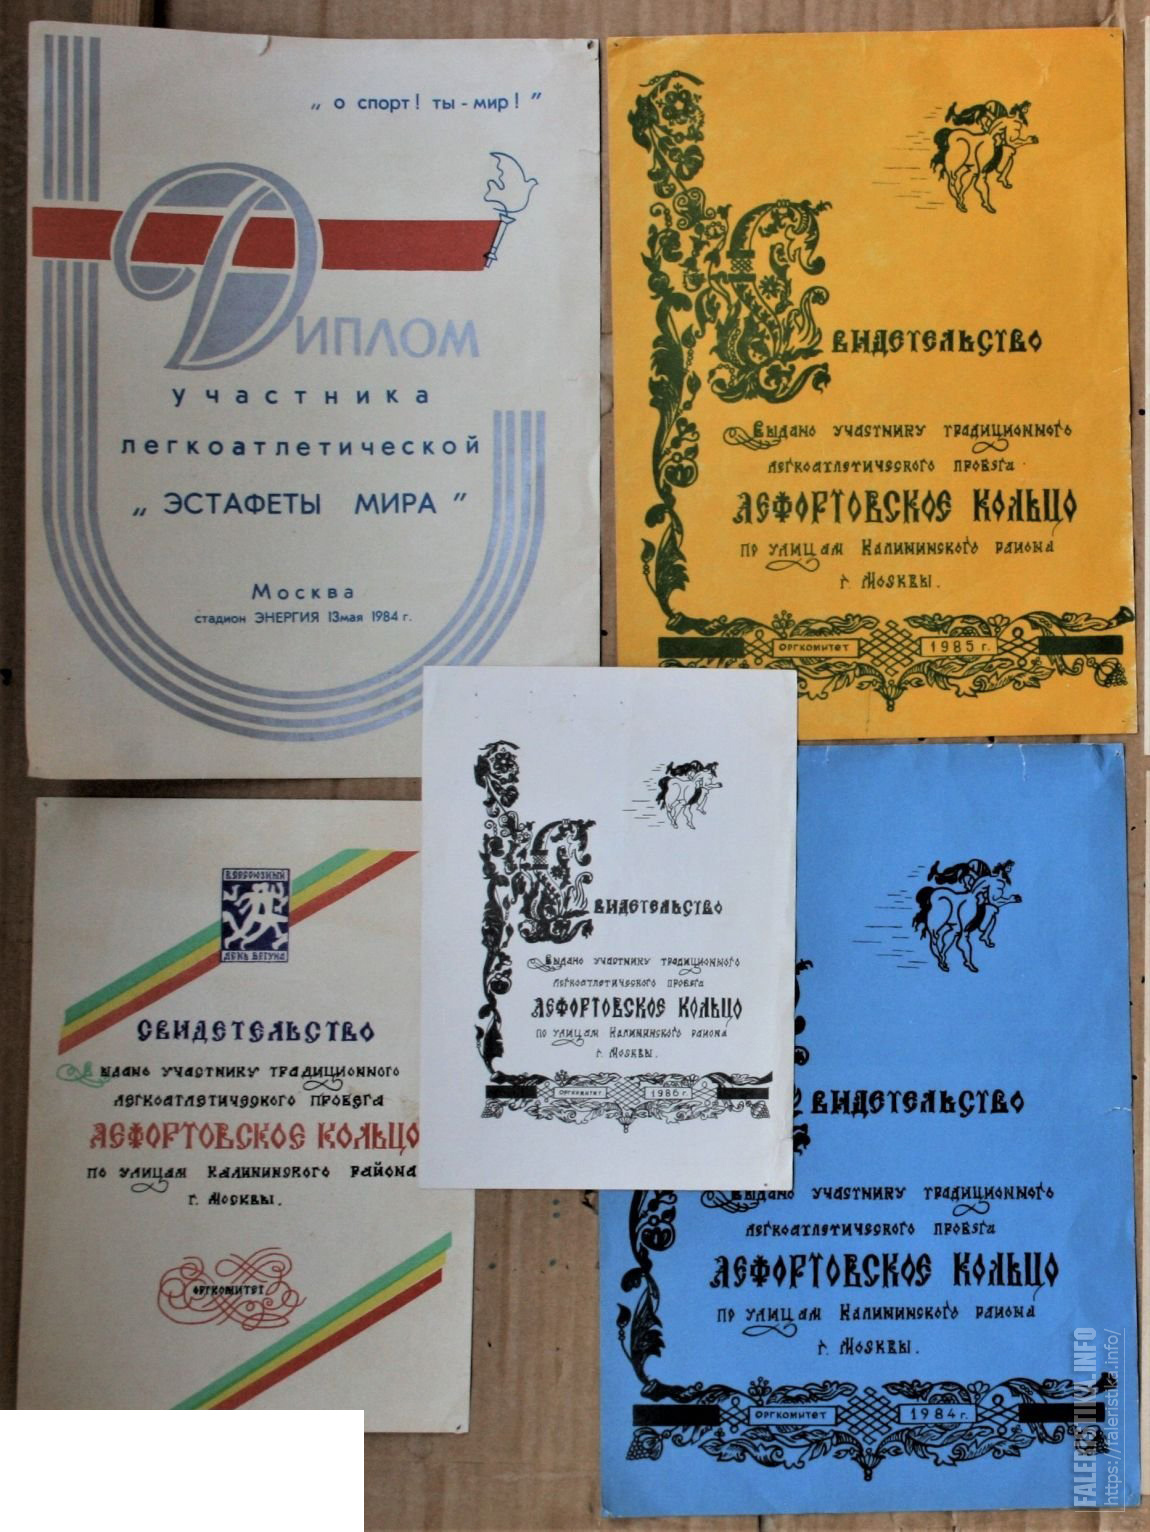 „ о спорт! ты - мир! ”
Диплом
участника
легкоатлетической
„ ЭСТАФЕТЫ МИРА ”
Москва
стадион ЭНЕРГИЯ 13 мая 1984 г.
Свидетельство
Выдано участнику традиционного
легкоатлетического пробега
Лефортовское кольцо
по улицам Калининского района
г. Москвы.
Оргкомитет 1985 г.
Всесоюзный
день бегуна
Свидетельство
Выдано участнику традиционного
легкоатлетического пробега
Лефортовское кольцо
по улицам Калининского района
г. Москвы.
Оргкомитет
Свидетельство
Выдано участнику традиционного
легкоатлетического пробега
Лефортовское кольцо
по улицам Калининского района
г. Москвы.
Оргкомитет 1986 г.
видетельство
Выдано участнику традиционного
легкоатлетического пробега
Лефортовское кольцо
по улицам Калининского района
г. Москвы.
Оргкомитет 1984 г.
FALERISTIKA.INFO
https://faleristika.info/